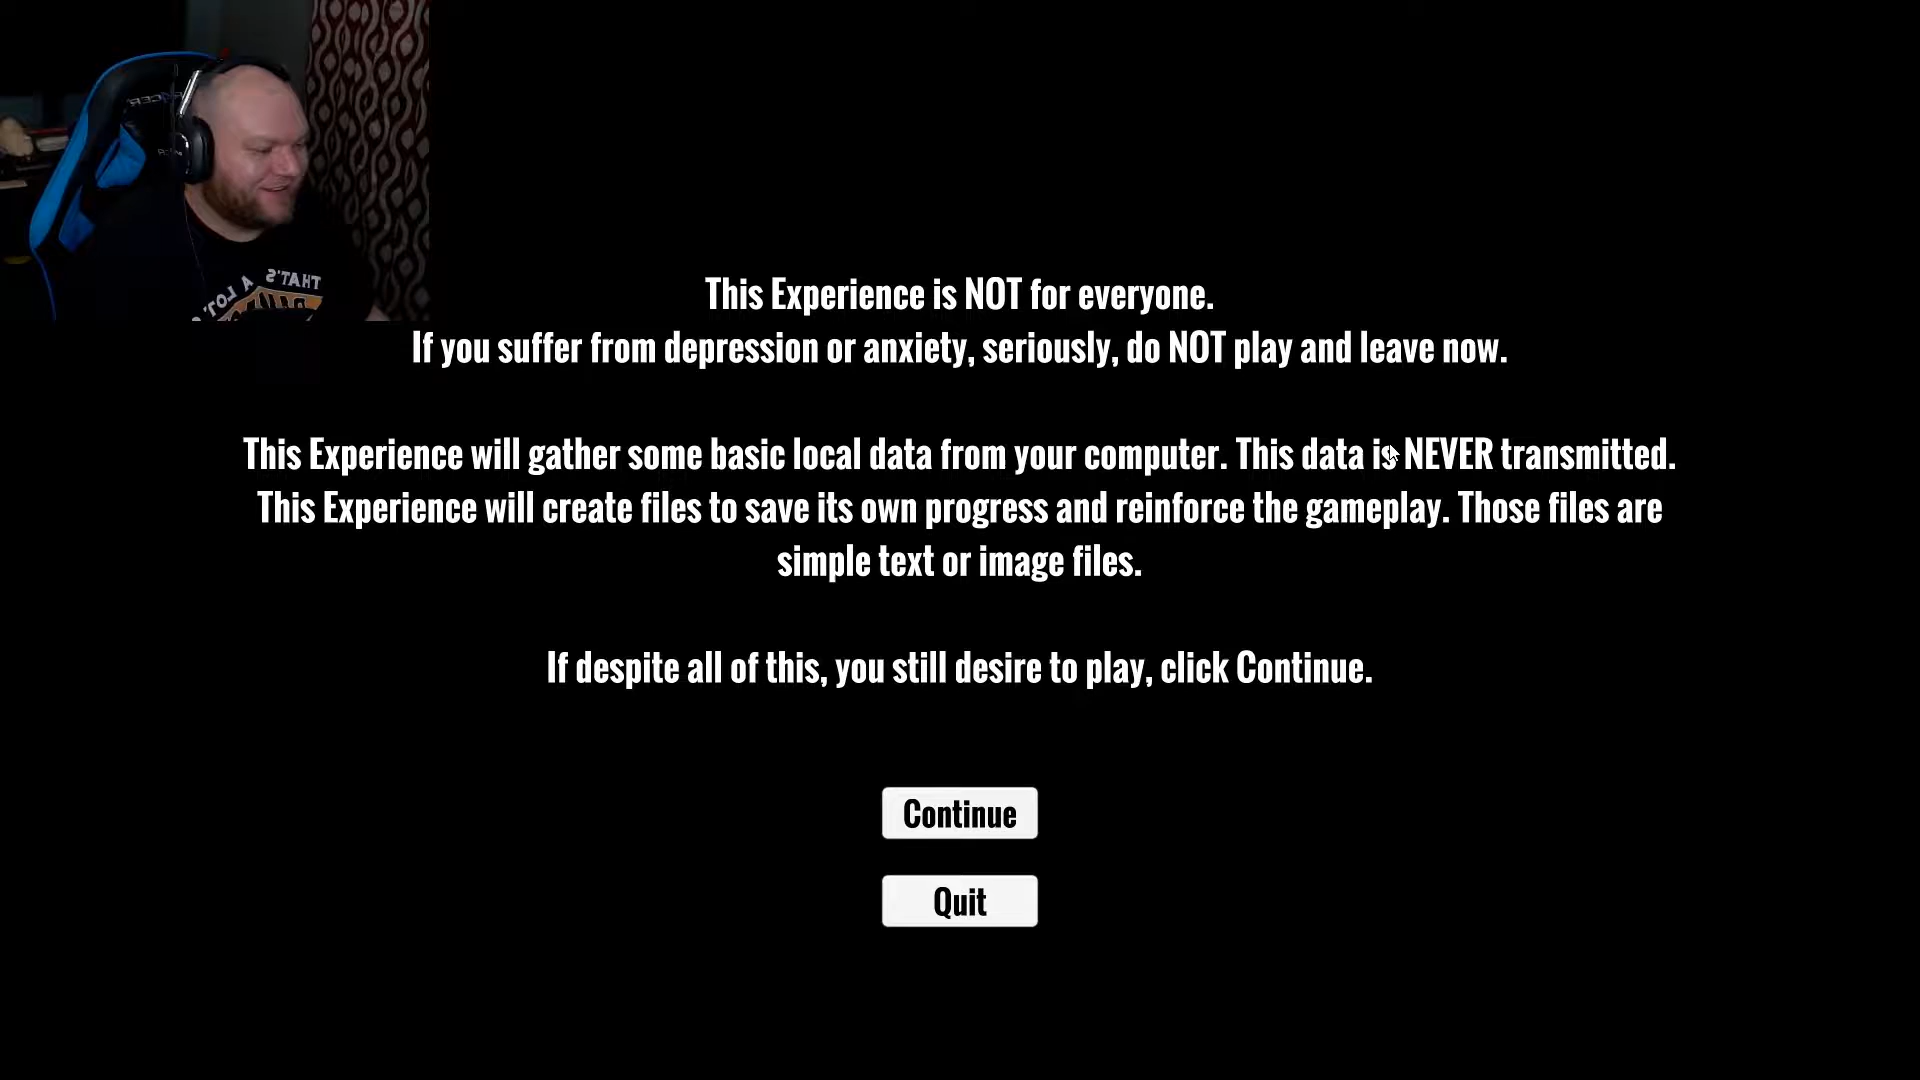 THAT'S A LOT
This Experience is NOT for everyone.
If you suffer from depression or anxiety, seriously, do NOT play and leave now.
This Experience will gather some basic local data from your computer. This data is NEVER transmitted.
This Experience will create files to save its own progress and reinforce the gameplay. Those files are
simple text or image files.
If despite all of this, you still desire to play, click Continue.
Continue
Quit